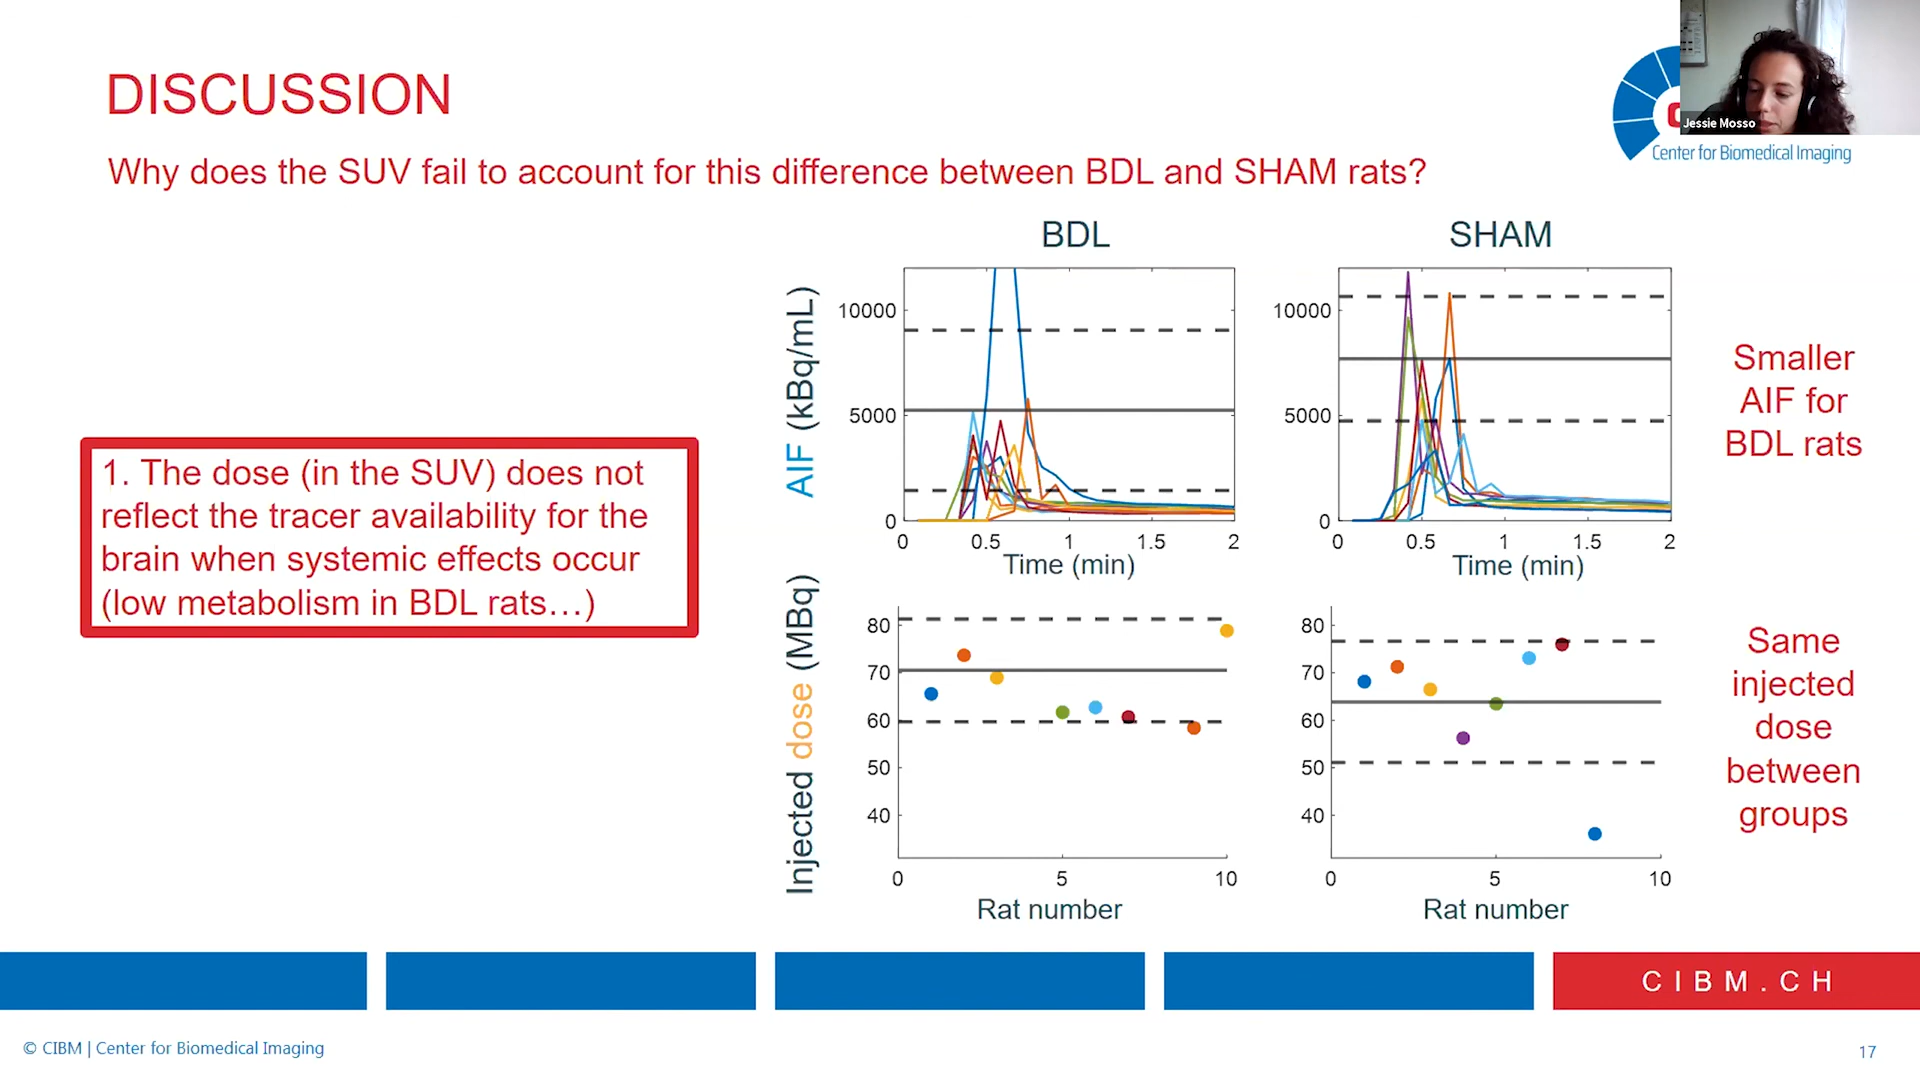 DISCUSSION
Why does the SUV fail to account for this difference between BDL and SHAM rats?
Jessie Mosso
Center for Biomedical Imaging
1. The dose (in the SUV) does not
reflect the tracer availability for the
brain when systemic effects occur
(low metabolism in BDL rats…)
BDL
AIF (kBq/mL)
10000
5000
0
0 0.5 1 1.5 2
Time (min)
SHAM
10000
5000
0
0 0.5 1 1.5 2
Time (min)
Smaller
AIF for
BDL rats
Injected dose (MBq)
80
70
60
50
40
0 5 10
Rat number
80
70
60
50
40
0 5 10
Rat number
Same
injected
dose
between
groups
CIBM.CH
© CIBM | Center for Biomedical Imaging
17